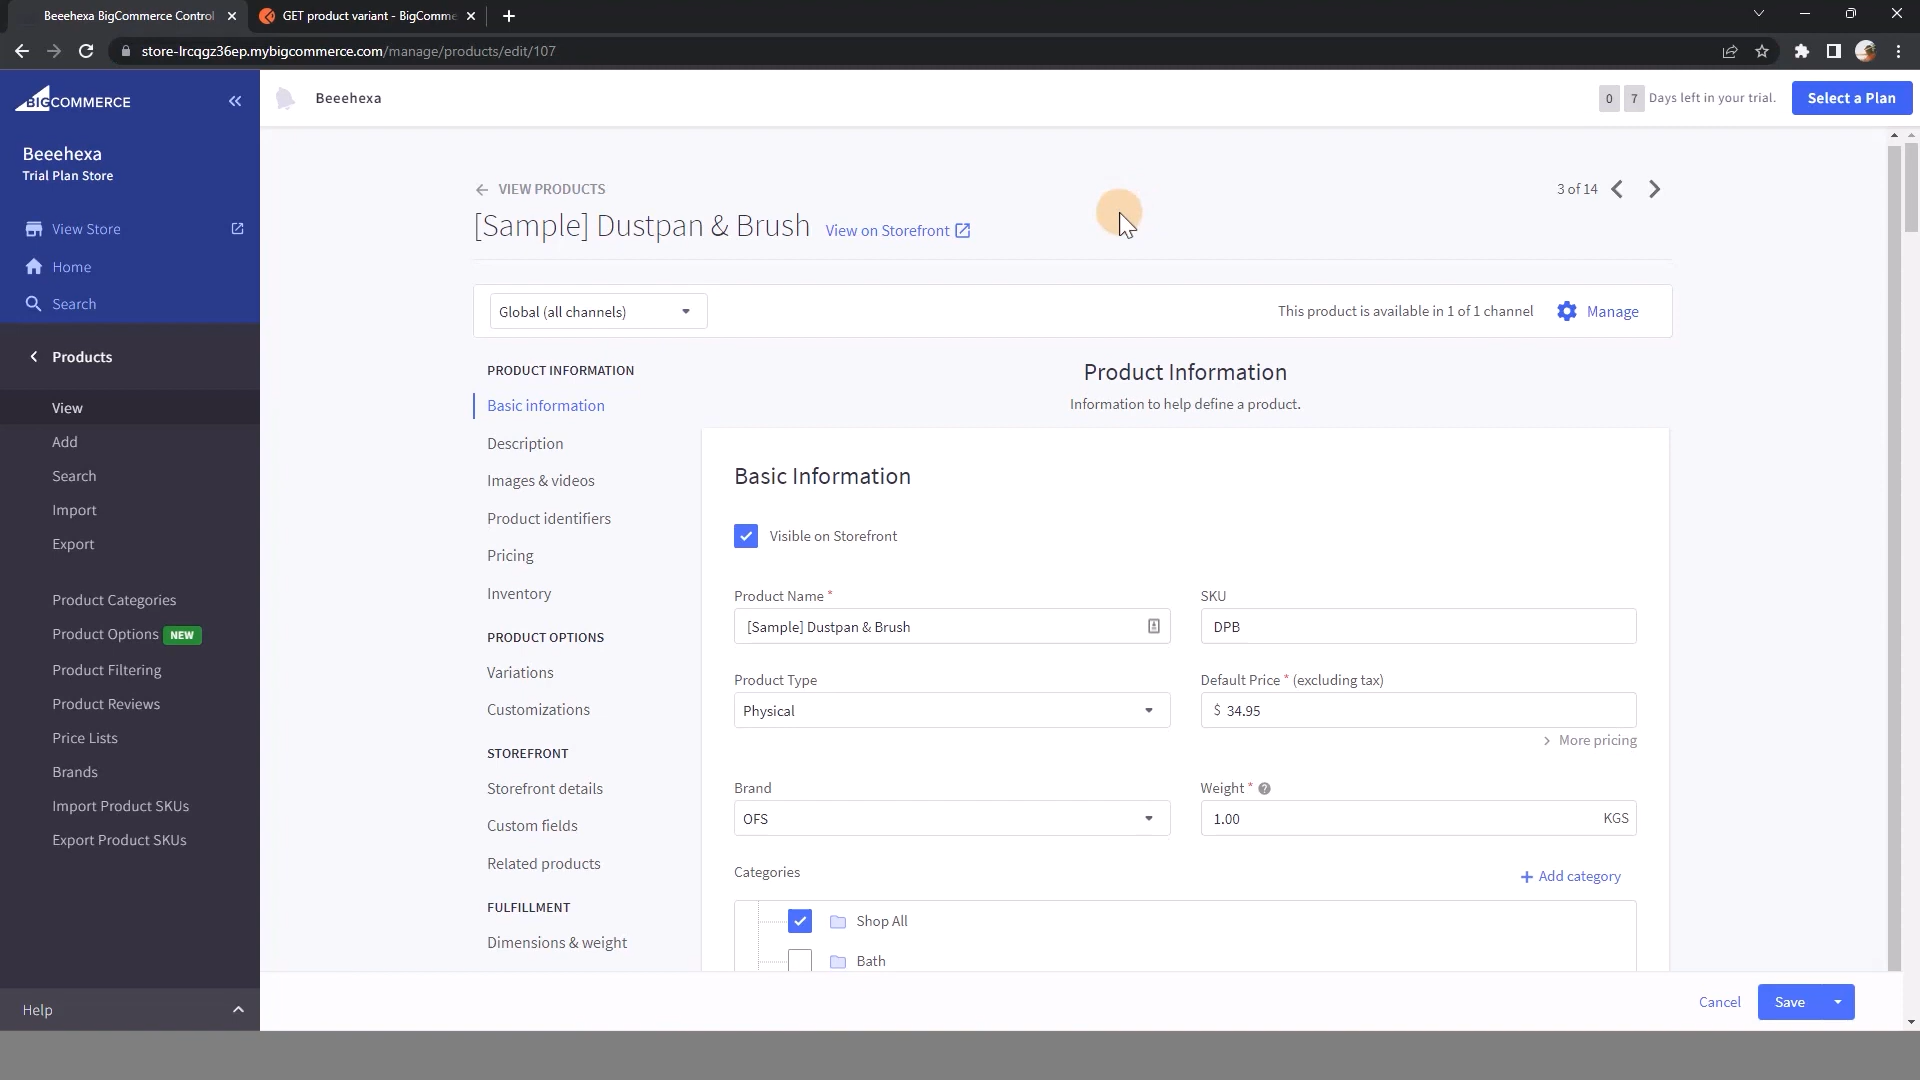 Beeehexa BigCommerce Control
GET product variant - BigComme
store-lrcqgz36ep.mybigcommerce.com/manage/products/edit/107
BIGCOMMERCE
Beeehexa
0 7 Days left in your trial.
Select a Plan
Beeehexa
Trial Plan Store
View Store
Home
Search
Products
View
Add
Search
Import
Export
Product Categories
Product Options NEW
Product Filtering
Product Reviews
Price Lists
Brands
Import Product SKUs
Export Product SKUs
Help
VIEW PRODUCTS
3 of 14
[Sample] Dustpan & Brush View on Storefront
Global (all channels)
This product is available in 1 of 1 channel Manage
PRODUCT INFORMATION
Basic information
Description
Images & videos
Product identifiers
Pricing
Inventory
PRODUCT OPTIONS
Variations
Customizations
STOREFRONT
Storefront details
Custom fields
Related products
FULFILLMENT
Dimensions & weight
Product Information
Information to help define a product.
Basic Information
Visible on Storefront
Product Name *
[Sample] Dustpan & Brush
SKU
DPB
Product Type
Physical
Default Price * (excluding tax)
$ 34.95
More pricing
Brand
OFS
Weight * ?
1.00 KGS
Categories
+ Add category
Shop All
Bath
Cancel
Save